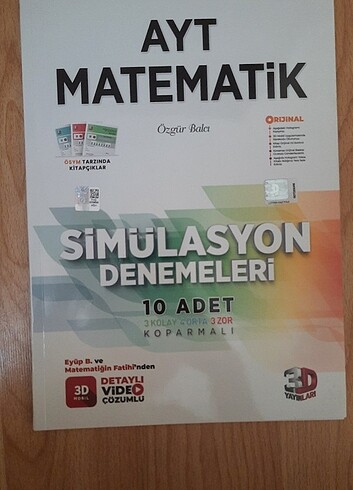 AYT
MATEMATİK
Özgür Balcı
ORİJİNAL
ÖSYM TARZINDA
KİTAPÇIKLAR
SİMÜLASYON
DENEMELERİ
10 ADET
3 KOLAY 4 ORTA 3 ZOR
KOPARMALI
Eyüp B. ve
Matematiğin Fatihi'nden
3D
MOBİL
DETAYLI
VİDEO
ÇÖZÜMLÜ
3D
YAYINLARI